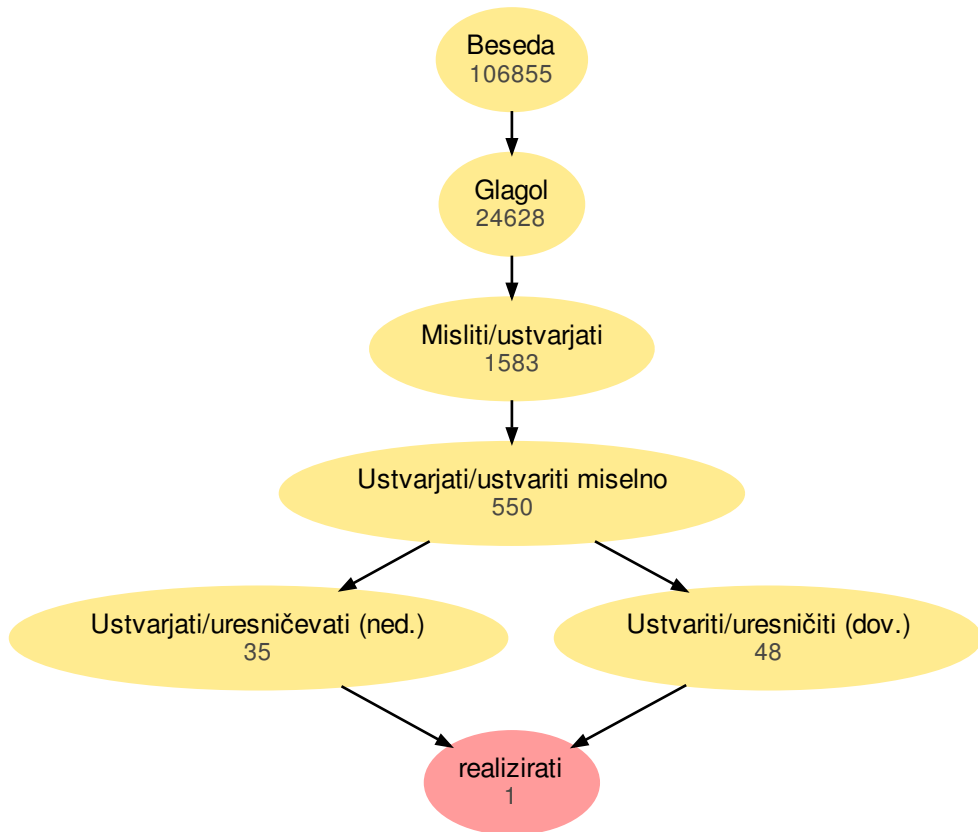 Beseda
106855
Glagol
24628
Misliti/ustvarjati
1583
Ustvarjati/ustvariti miselno
550
Ustvarjati/uresničevati (ned.)
35
Ustvariti/uresničiti (dov.)
48
realizirati
1